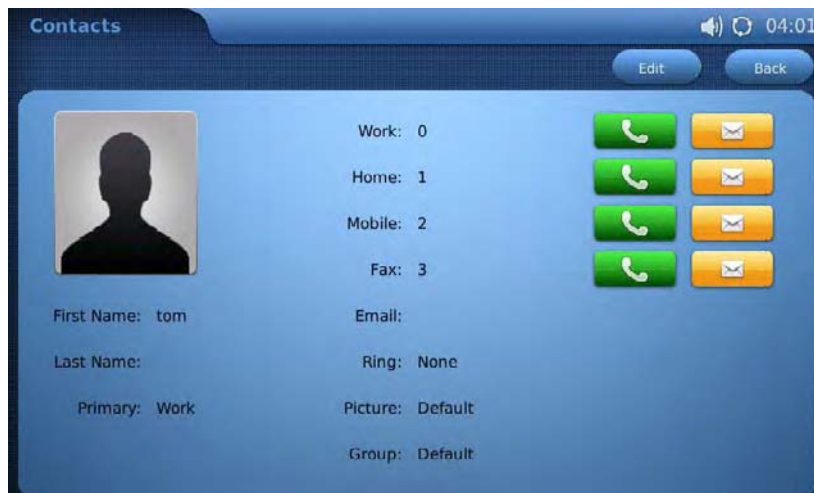 Contacts
04:01
Edit Back
Work: 0
Home: 1
Mobile: 2
Fax: 3
First Name: tom Email:
Last Name: Ring: None
Primary: Work Picture: Default
Group: Default